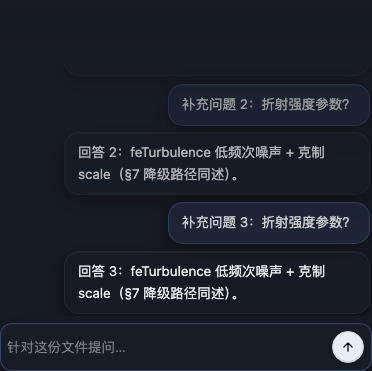 补充问题 2：折射强度参数？
回答 2：feTurbulence 低频次噪声 + 克制
scale（§7 降级路径同述）。
补充问题 3：折射强度参数？
回答 3：feTurbulence 低频次噪声 + 克制
scale（§7 降级路径同述）。
针对这份文件提问...